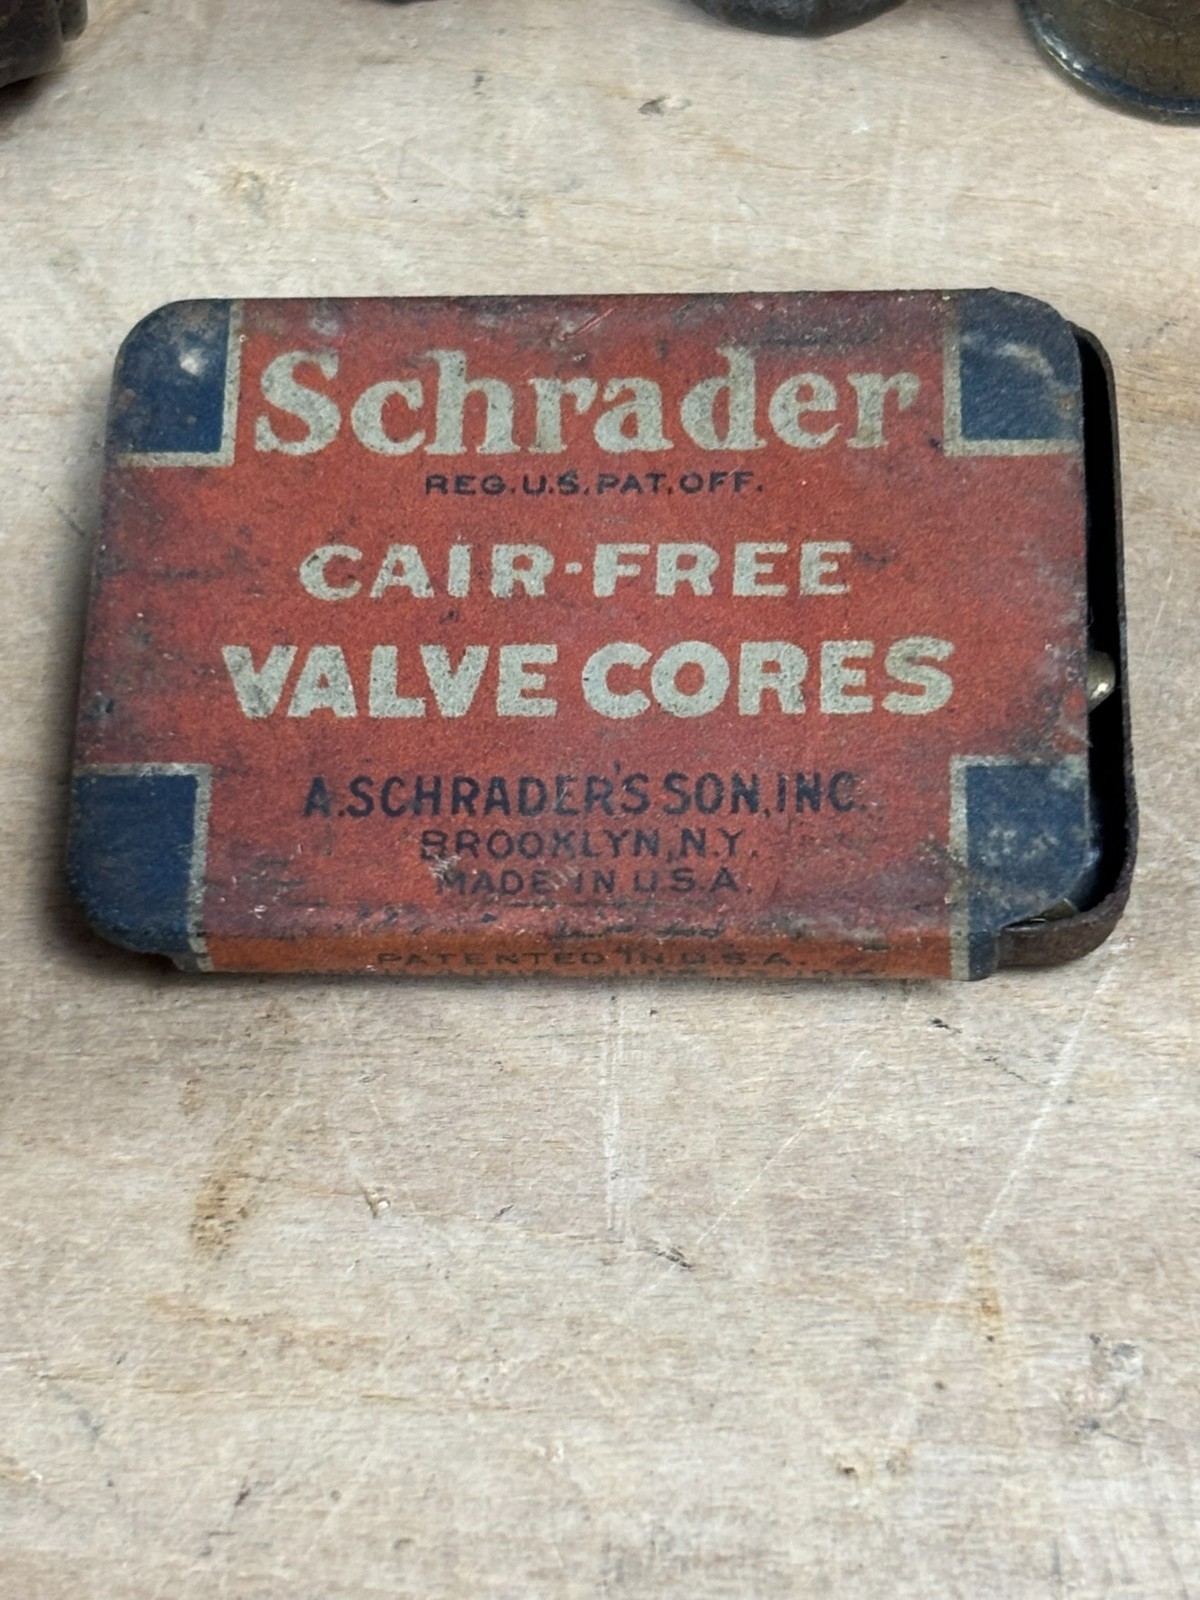 Schrader
REG.U.S.PAT.OFF.
CAIR-FREE
VALVE CORES
A.SCHRADER'S SON,INC.
BROOKLYN,N.Y.
MADE IN U.S.A.
PATENTED IN U.S.A.